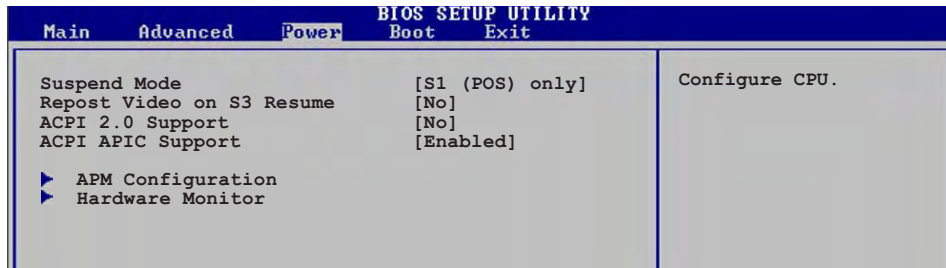 BIOS SETUP UTILITY
Main Advanced Power Boot Exit
Suspend Mode [S1 (POS) only]
Repost Video on S3 Resume [No]
ACPI 2.0 Support [No]
ACPI APIC Support [Enabled]
APM Configuration
Hardware Monitor
Configure CPU.